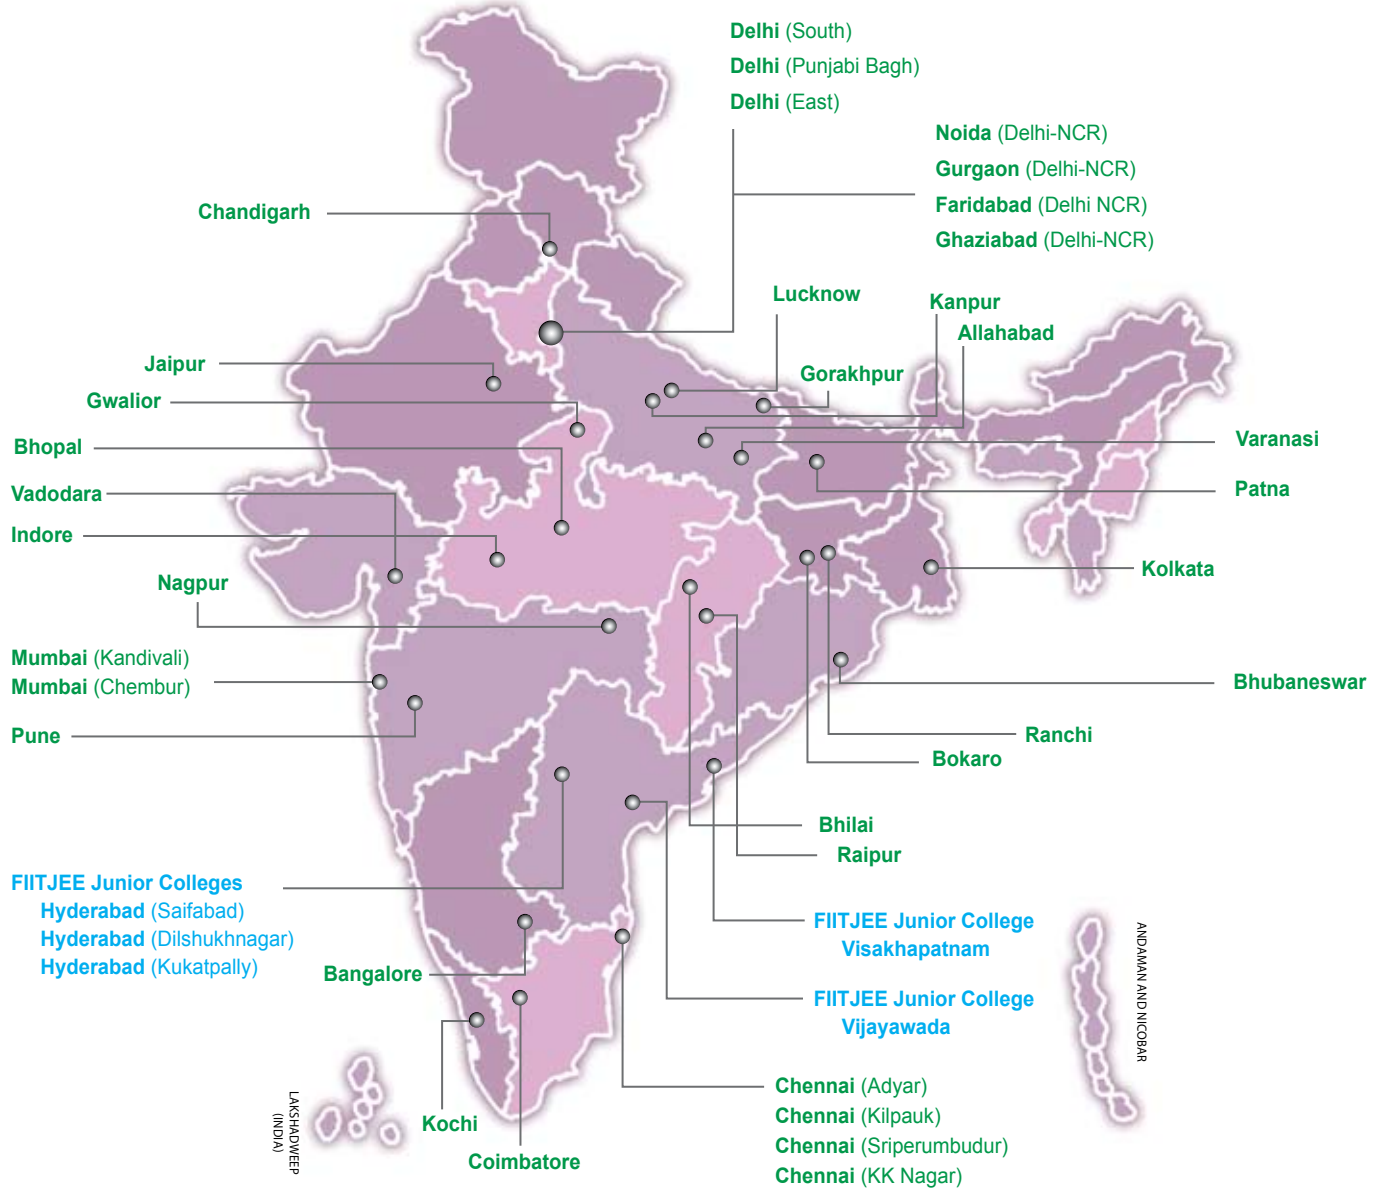 Delhi (South)
Delhi (Punjabi Bagh)
Delhi (East)
Noida (Delhi-NCR)
Gurgaon (Delhi-NCR)
Faridabad (Delhi NCR)
Ghaziabad (Delhi-NCR)
Chandigarh
Lucknow
Kanpur
Allahabad
Jaipur
Gorakhpur
Gwalior
Bhopal
Varanasi
Vadodara
Patna
Indore
Nagpur
Kolkata
Mumbai (Kandivali)
Mumbai (Chembur)
Bhubaneswar
Pune
Ranchi
Bokaro
Bhilai
Raipur
FIITJEE Junior Colleges
Hyderabad (Saifabad)
Hyderabad (Dilshukhnagar)
Hyderabad (Kukatpally)
FIITJEE Junior College
Visakhapatnam
Bangalore
FIITJEE Junior College
Vijayawada
ANDAMAN AND NICOBAR
Chennai (Adyar)
Chennai (Kilpauk)
Chennai (Sriperumbudur)
Chennai (KK Nagar)
LAKSHADWEEP
(INDIA)
Kochi
Coimbatore